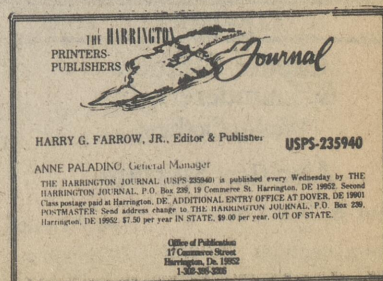 THE HARRINGTON
PRINTERS-
PUBLISHERS
Journal
HARRY G. FARROW, JR., Editor & Publisher
USPS-235940
ANNE PALADINO, General Manager
THE HARRINGTON JOURNAL (USPS 235940) is published every Wednesday by THE
HARRINGTON JOURNAL, P.O. Box 239, 19 Commerce St. Harrington, DE 19952. Second
Class postage paid at Harrington, DE. ADDITIONAL ENTRY OFFICE AT DOVER, DE 19901
POSTMASTER: Send address change to THE HARRINGTON JOURNAL, P.O. Box 239,
Harrington, DE 19952. $7.50 per year IN STATE, $9.00 per year. OUT OF STATE.
Office of Publication
17 Commerce Street
Harrington, De. 19952